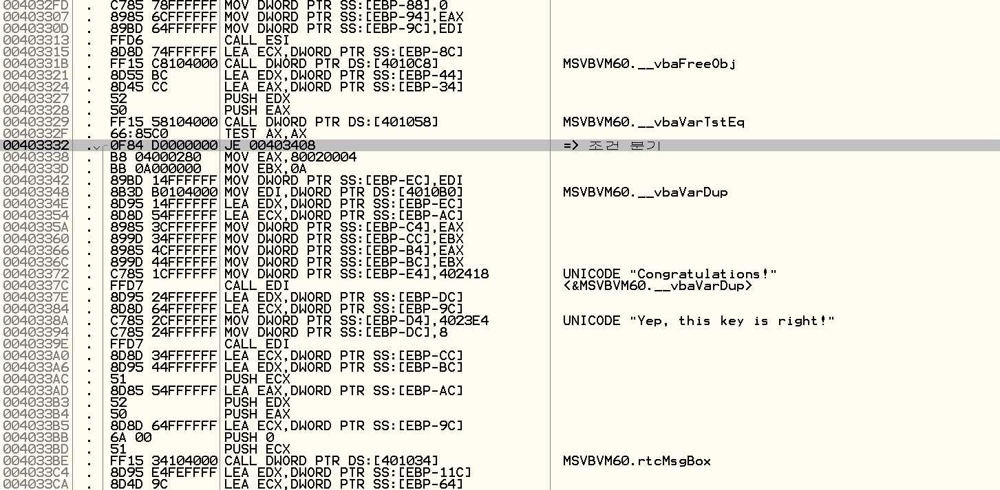 004032FD . C785 78FFFFFF MOV DWORD PTR SS:[EBP-88],0
00403307 . 8985 6CFFFFFF MOV DWORD PTR SS:[EBP-94],EAX
0040330D . 89BD 64FFFFFF MOV DWORD PTR SS:[EBP-9C],EDI
00403313 . FFD6 CALL ESI
00403315 . 8D8D 74FFFFFF LEA ECX,DWORD PTR SS:[EBP-8C]
0040331B . FF15 C8104000 CALL DWORD PTR DS:[4010C8] MSVBVM60.__vbaFreeObj
00403321 . 8D55 BC LEA EDX,DWORD PTR SS:[EBP-44]
00403324 . 8D45 CC LEA EAX,DWORD PTR SS:[EBP-34]
00403327 . 52 PUSH EDX
00403328 . 50 PUSH EAX
00403329 . FF15 58104000 CALL DWORD PTR DS:[401058] MSVBVM60.__vbaVarTstEq
0040332F . 66:85C0 TEST AX,AX
00403332 . 0F84 D0000000 JE 00403408 => 조건 분기
00403338 . B8 04000280 MOV EAX,80020004
0040333D . BB 0A000000 MOV EBX,0A
00403342 . 89BD 14FFFFFF MOV DWORD PTR SS:[EBP-EC],EDI
00403348 . 8B3D B0104000 MOV EDI,DWORD PTR DS:[4010B0] MSVBVM60.__vbaVarDup
0040334E . 8D95 14FFFFFF LEA EDX,DWORD PTR SS:[EBP-EC]
00403354 . 8D8D 54FFFFFF LEA ECX,DWORD PTR SS:[EBP-AC]
0040335A . 8985 3CFFFFFF MOV DWORD PTR SS:[EBP-C4],EAX
00403360 . 899D 34FFFFFF MOV DWORD PTR SS:[EBP-CC],EBX
00403366 . 8985 4CFFFFFF MOV DWORD PTR SS:[EBP-B4],EAX
0040336C . 899D 44FFFFFF MOV DWORD PTR SS:[EBP-BC],EBX
00403372 . C785 1CFFFFFF MOV DWORD PTR SS:[EBP-E4],402418 UNICODE "Congratulations!"
0040337C . FFD7 CALL EDI <&MSVBVM60.__vbaVarDup>
0040337E . 8D95 24FFFFFF LEA EDX,DWORD PTR SS:[EBP-DC]
00403384 . 8D8D 64FFFFFF LEA ECX,DWORD PTR SS:[EBP-9C]
0040338A . C785 2CFFFFFF MOV DWORD PTR SS:[EBP-D4],4023E4 UNICODE "Yep, this key is right!"
00403394 . C785 24FFFFFF MOV DWORD PTR SS:[EBP-DC],8
0040339E . FFD7 CALL EDI
004033A0 . 8D8D 34FFFFFF LEA ECX,DWORD PTR SS:[EBP-CC]
004033A6 . 8D95 44FFFFFF LEA EDX,DWORD PTR SS:[EBP-BC]
004033AC . 51 PUSH ECX
004033AD . 8D85 54FFFFFF LEA EAX,DWORD PTR SS:[EBP-AC]
004033B3 . 52 PUSH EDX
004033B4 . 50 PUSH EAX
004033B5 . 8D8D 64FFFFFF LEA ECX,DWORD PTR SS:[EBP-9C]
004033BB . 6A 00 PUSH 0
004033BD . 51 PUSH ECX
004033BE . FF15 34104000 CALL DWORD PTR DS:[401034] MSVBVM60.rtcMsgBox
004033C4 . 8D95 E4FEFFFF LEA EDX,DWORD PTR SS:[EBP-11C]
004033CA . 8D4D 9C LEA ECX,DWORD PTR SS:[EBP-64]